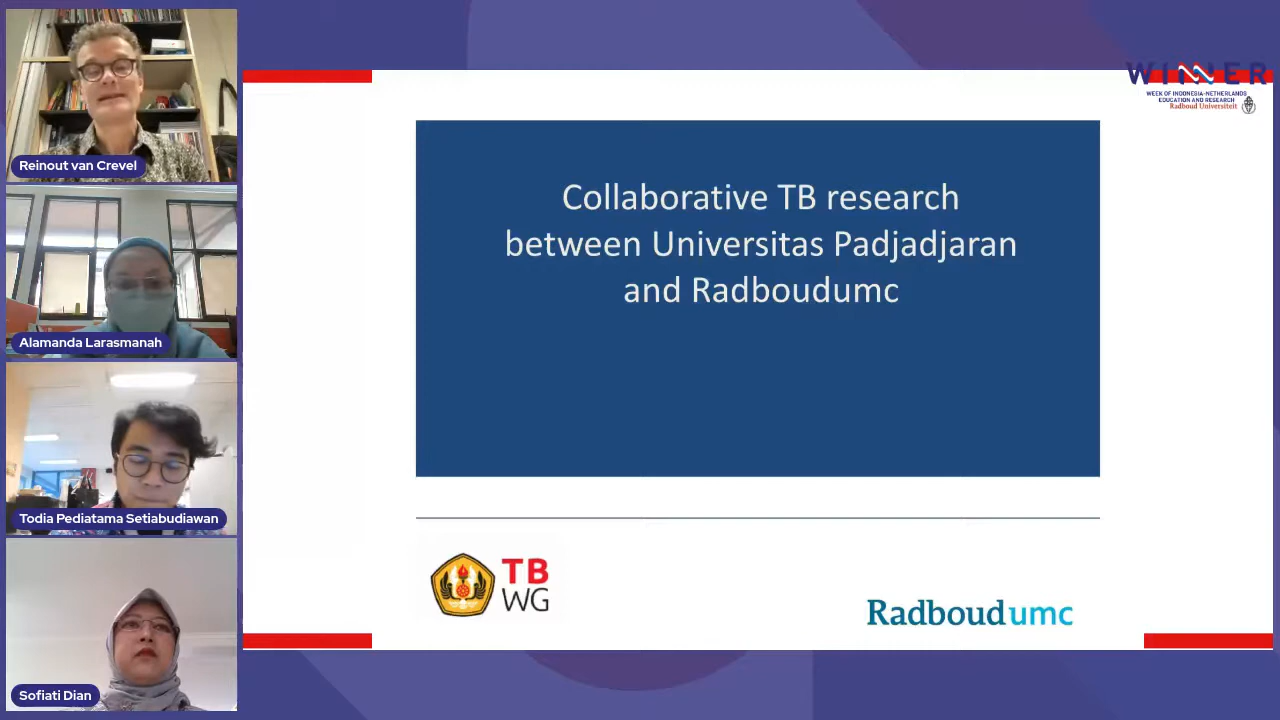 Reinout van Crevel
Alamanda Larasmanah
Todia Pediatama Setiabudiawan
Sofiati Dian
Collaborative TB research
between Universitas Padjadjaran
and Radboudumc
TB
WG
Radboudumc
WINNER
WEEK OF INDONESIA-NETHERLANDS
EDUCATION AND RESEARCH
Radboud Universiteit